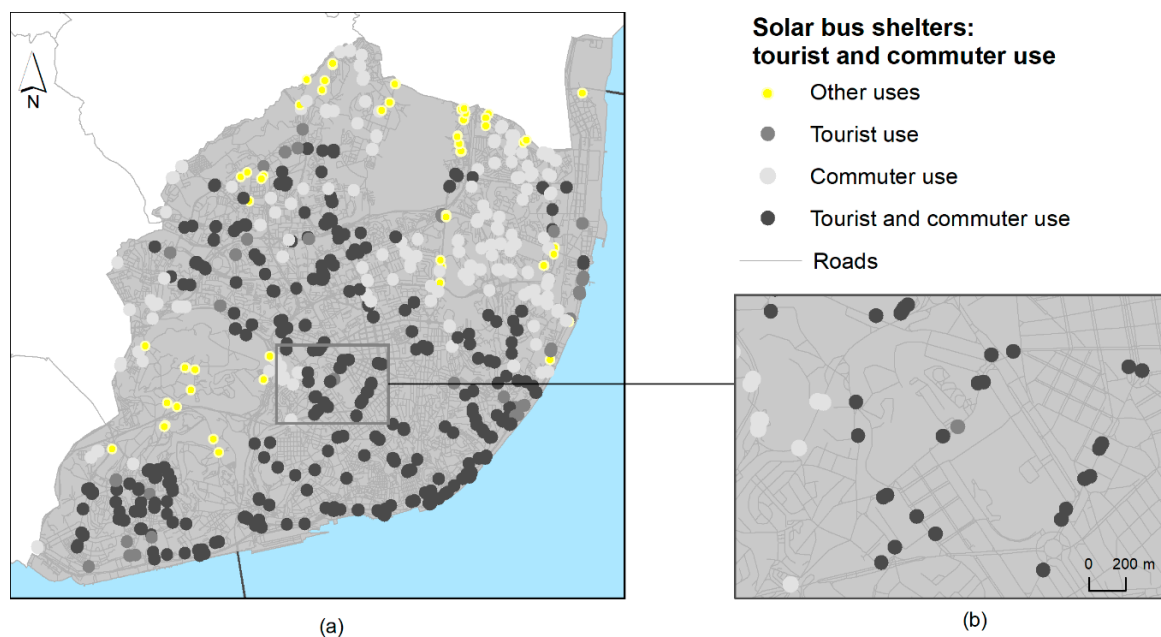 N
Solar bus shelters:
tourist and commuter use
Other uses
Tourist use
Commuter use
Tourist and commuter use
Roads
0 200 m
(a)
(b)